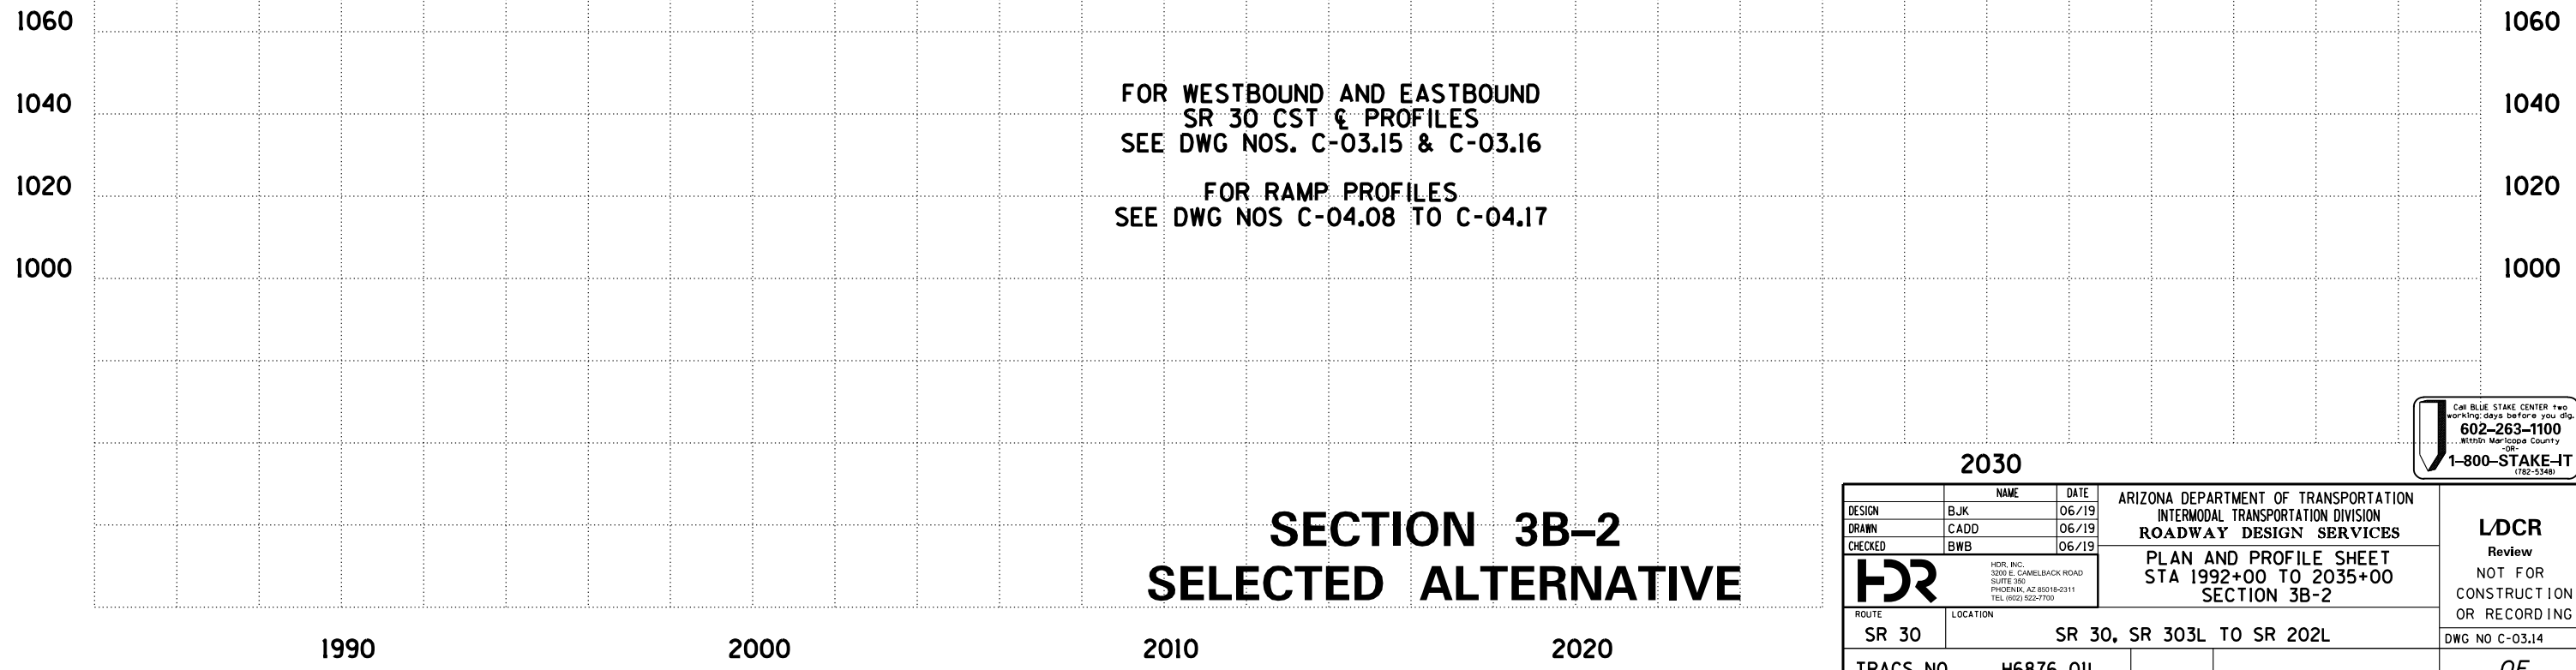 1060
1060
1040
1040
1020
1020
1000
1000
FOR WESTBOUND AND EASTBOUND
SR 30 CST ℄ PROFILES
SEE DWG NOS. C-03.15 & C-03.16
FOR RAMP PROFILES
SEE DWG NOS C-04.08 TO C-04.17
Call BLUE STAKE CENTER two
working days before you dig.
602-263-1100
Within Maricopa County
-OR-
1-800-STAKE-IT
(782-5348)
2030
SECTION 3B-2
SELECTED ALTERNATIVE
1990
2000
2010
2020
NAME DATE
DESIGN BJK 06/19
DRAWN CADD 06/19
CHECKED BWB 06/19
ARIZONA DEPARTMENT OF TRANSPORTATION
INTERMODAL TRANSPORTATION DIVISION
ROADWAY DESIGN SERVICES
HDR
HDR, INC.
3200 E. CAMELBACK ROAD
SUITE 350
PHOENIX, AZ 85018-2311
TEL (602) 522-7700
PLAN AND PROFILE SHEET
STA 1992+00 TO 2035+00
SECTION 3B-2
L/DCR
Review
NOT FOR
CONSTRUCTION
OR RECORDING
ROUTE
SR 30
LOCATION
SR 30, SR 303L TO SR 202L
DWG NO C-03.14
TRACS NO. H6876 01L
OF